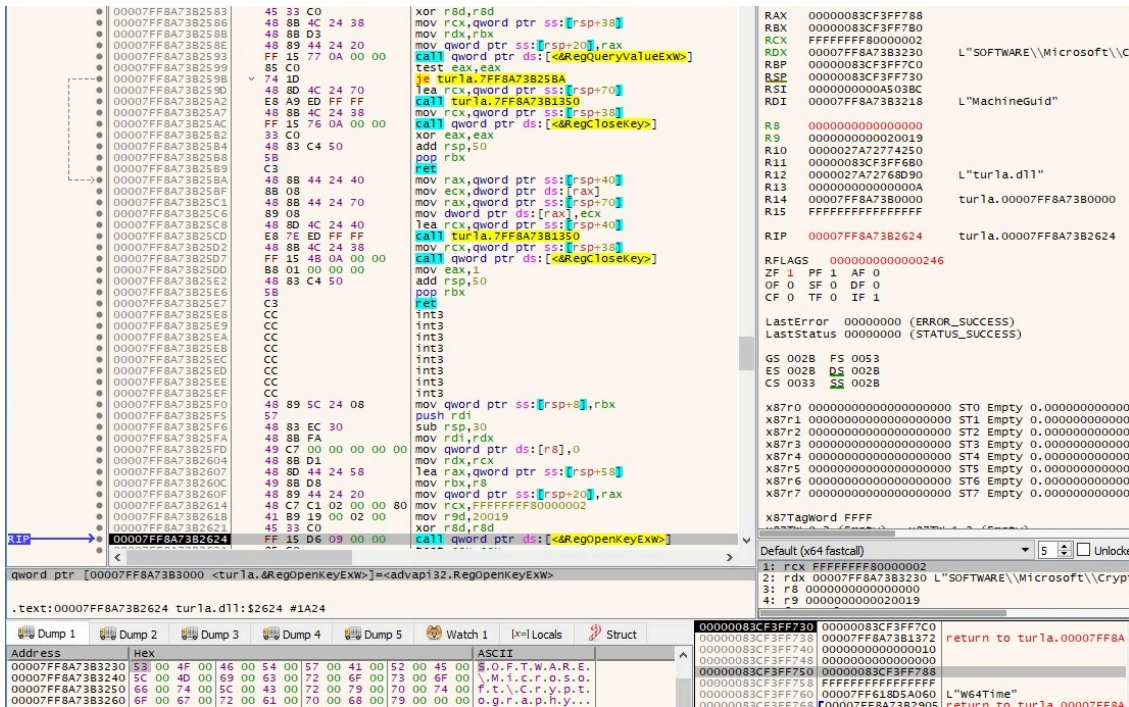 00007FF8A73B2583 45 33 C0 xor r8d,r8d
00007FF8A73B2586 48 8B 4C 24 38 mov rcx,qword ptr ss:[rsp+38]
00007FF8A73B258B 48 8B D3 mov rdx,rbx
00007FF8A73B258E 48 89 44 24 20 mov qword ptr ss:[rsp+20],rax
00007FF8A73B2593 FF 15 77 0A 00 00 call qword ptr ds:[<&RegQueryValueExW>]
00007FF8A73B2599 85 C0 test eax,eax
00007FF8A73B259B 74 1D je turla.7FF8A73B25BA
00007FF8A73B259D 48 8D 4C 24 70 lea rcx,qword ptr ss:[rsp+70]
00007FF8A73B25A2 E8 A9 ED FF FF call turla.7FF8A73B1350
00007FF8A73B25A7 48 8B 4C 24 38 mov rcx,qword ptr ss:[rsp+38]
00007FF8A73B25AC FF 15 76 0A 00 00 call qword ptr ds:[<&RegCloseKey>]
00007FF8A73B25B2 33 C0 xor eax,eax
00007FF8A73B25B4 48 83 C4 50 add rsp,50
00007FF8A73B25B8 5B pop rbx
00007FF8A73B25B9 C3 ret
00007FF8A73B25BA 48 8B 44 24 40 mov rax,qword ptr ss:[rsp+40]
00007FF8A73B25BF 8B 08 mov ecx,dword ptr ds:[rax]
00007FF8A73B25C1 48 8B 44 24 70 mov rax,qword ptr ss:[rsp+70]
00007FF8A73B25C6 89 08 mov dword ptr ds:[rax],ecx
00007FF8A73B25C8 48 8D 4C 24 40 lea rcx,qword ptr ss:[rsp+40]
00007FF8A73B25CD E8 7E ED FF FF call turla.7FF8A73B1350
00007FF8A73B25D2 48 8B 4C 24 38 mov rcx,qword ptr ss:[rsp+38]
00007FF8A73B25D7 FF 15 4B 0A 00 00 call qword ptr ds:[<&RegCloseKey>]
00007FF8A73B25DD B8 01 00 00 00 mov eax,1
00007FF8A73B25E2 48 83 C4 50 add rsp,50
00007FF8A73B25E6 5B pop rbx
00007FF8A73B25E7 C3 ret
00007FF8A73B25E8 CC int3
00007FF8A73B25E9 CC int3
00007FF8A73B25EA CC int3
00007FF8A73B25EB CC int3
00007FF8A73B25EC CC int3
00007FF8A73B25ED CC int3
00007FF8A73B25EE CC int3
00007FF8A73B25EF CC int3
00007FF8A73B25F0 48 89 5C 24 08 mov qword ptr ss:[rsp+8],rbx
00007FF8A73B25F5 57 push rdi
00007FF8A73B25F6 48 83 EC 30 sub rsp,30
00007FF8A73B25FA 48 8B FA mov rdi,rdx
00007FF8A73B25FD 49 C7 00 00 00 00 00 mov qword ptr ds:[r8],0
00007FF8A73B2604 48 8B D1 mov rdx,rcx
00007FF8A73B2607 48 8D 44 24 58 lea rax,qword ptr ss:[rsp+58]
00007FF8A73B260C 49 8B D8 mov rbx,r8
00007FF8A73B260F 48 89 44 24 20 mov qword ptr ss:[rsp+20],rax
00007FF8A73B2614 48 C7 C1 02 00 00 80 mov rcx,FFFFFFFF80000002
00007FF8A73B261B 41 B9 19 00 02 00 mov r9d,20019
00007FF8A73B2621 45 33 C0 xor r8d,r8d
RIP 00007FF8A73B2624 FF 15 D6 09 00 00 call qword ptr ds:[<&RegOpenKeyExW>]
RAX 00000083CF3FF788
RBX 00000083CF3FF7B0
RCX FFFFFFFF80000002
RDX 00007FF8A73B3230 L"SOFTWARE\\Microsoft\\C
RBP 00000083CF3FF7C0
RSP 00000083CF3FF730
RSI 00000000A503BC
RDI 00007FF8A73B3218 L"MachineGuid"
R8 0000000000000000
R9 0000000000020019
R10 0000027A72774250
R11 00000083CF3FF6B0
R12 0000027A72768D90 L"turla.dll"
R13 000000000000000A
R14 00007FF8A73B0000 turla.00007FF8A73B0000
R15 FFFFFFFFFFFFFFFF
RIP 00007FF8A73B2624 turla.00007FF8A73B2624
RFLAGS 0000000000000246
ZF 1 PF 1 AF 0
OF 0 SF 0 DF 0
CF 0 TF 0 IF 1
LastError 00000000 (ERROR_SUCCESS)
LastStatus 00000000 (STATUS_SUCCESS)
GS 002B FS 0053
ES 002B DS 002B
CS 0033 SS 002B
x87r0 00000000000000000000 ST0 Empty 0.000000000000
x87r1 00000000000000000000 ST1 Empty 0.000000000000
x87r2 00000000000000000000 ST2 Empty 0.000000000000
x87r3 00000000000000000000 ST3 Empty 0.000000000000
x87r4 00000000000000000000 ST4 Empty 0.000000000000
x87r5 00000000000000000000 ST5 Empty 0.000000000000
x87r6 00000000000000000000 ST6 Empty 0.000000000000
x87r7 00000000000000000000 ST7 Empty 0.000000000000
x87TagWord FFFF
Default (x64 fastcall) 5 Unlocke
1: rcx FFFFFFFF80000002
2: rdx 00007FF8A73B3230 L"SOFTWARE\\Microsoft\\Cryp
3: r8 0000000000000000
4: r9 0000000000020019
qword ptr [00007FF8A73B3000 <turla.&RegOpenKeyExW>]=<advapi32.RegOpenKeyExW>
.text:00007FF8A73B2624 turla.dll:$2624 #1A24
Dump 1 Dump 2 Dump 3 Dump 4 Dump 5 Watch 1 [x=] Locals Struct
Address Hex ASCII
00007FF8A73B3230 53 00 4F 00 46 00 54 00 57 00 41 00 52 00 45 00 S.O.F.T.W.A.R.E.
00007FF8A73B3240 5C 00 4D 00 69 00 63 00 72 00 6F 00 73 00 6F 00 \.M.i.c.r.o.s.o.
00007FF8A73B3250 66 00 74 00 5C 00 43 00 72 00 79 00 70 00 74 00 f.t.\.C.r.y.p.t.
00007FF8A73B3260 6F 00 67 00 72 00 61 00 70 00 68 00 79 00 00 00 o.g.r.a.p.h.y...
00000083CF3FF730 00000083CF3FF7C0
00000083CF3FF738 00007FF8A73B1372 return to turla.00007FF8A
00000083CF3FF740 0000000000000010
00000083CF3FF748 0000000000000000
00000083CF3FF750 00000083CF3FF788
00000083CF3FF758 FFFFFFFFFFFFFFFF
00000083CF3FF760 00007FF618D5A060 L"W64Time"
00000083CF3FF768 00007FF8A73B2905 return to turla.00007FF8A